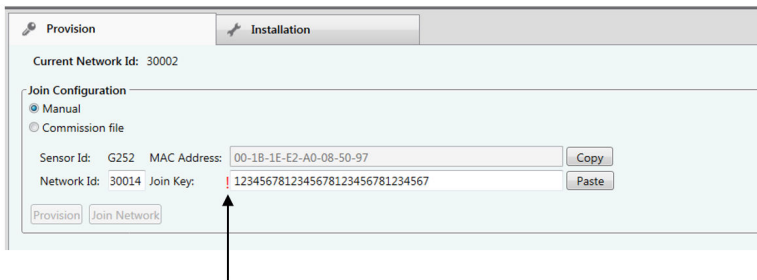 Provision Installation
Current Network Id: 30002
Join Configuration
Manual
Commission file
Sensor Id: G252 MAC Address: 00-1B-1E-E2-A0-08-50-97 Copy
Network Id: 30014 Join Key: ! 1234567812345678123456781234567 Paste
Provision Join Network